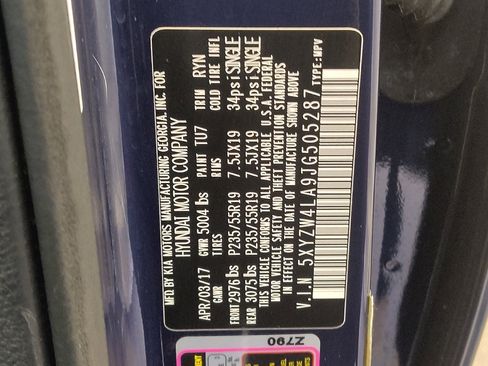 MFD. BY KIA MOTORS MANUFACTURING GEORGIA, INC. FOR
HYUNDAI MOTOR COMPANY
APR/03/17 PAINT TU7 TRIM RYN
GVWR 5004 lbs TIRES RIMS COLD TIRE INFL
FRONT 2976 lbs P235/55R19 7.5JX19 34psi SINGLE
REAR 3075 lbs P235/55R19 7.5JX19 34psi SINGLE
THIS VEHICLE CONFORMS TO ALL APPLICABLE U.S.A. FEDERAL
MOTOR VEHICLE SAFETY AND THEFT PREVENTION STANDARDS
IN EFFECT ON THE DATE OF MANUFACTURE SHOWN ABOVE
V.I.N. 5XYZW4LA9JG505287 TYPE: MPV
Z790